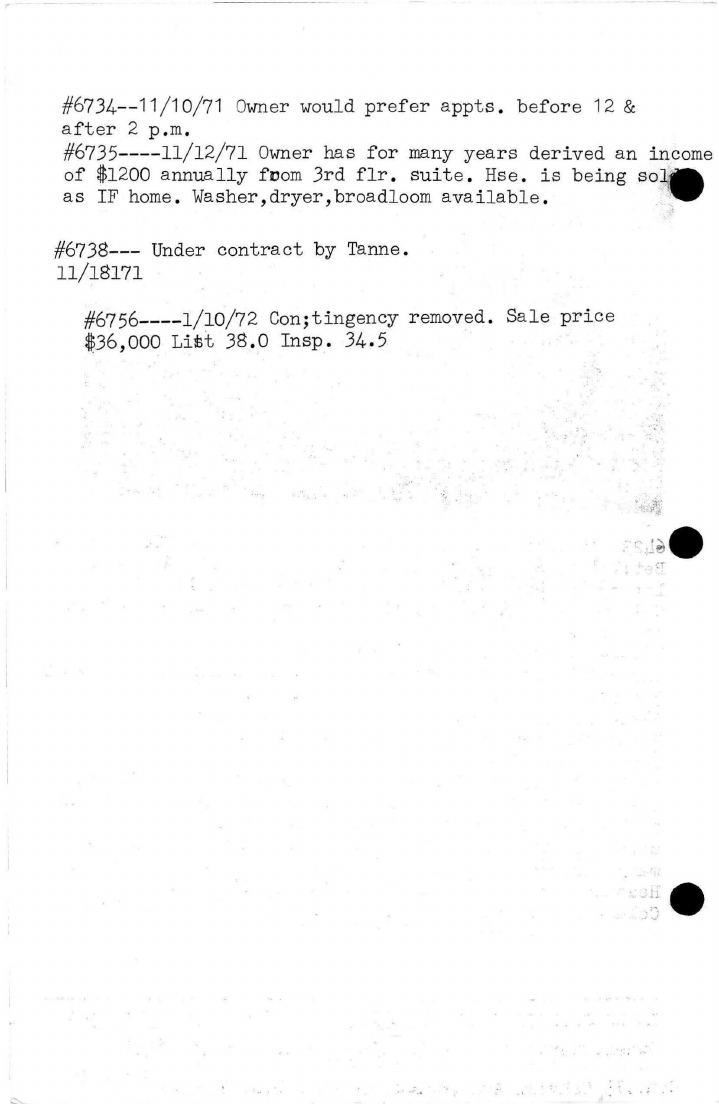 #6734--11/10/71 Owner would prefer appts. before 12 &
after 2 p.m.
#6735----11/12/71 Owner has for many years derived an income
of $1200 annually from 3rd flr. suite. Hse. is being sold
as IF home. Washer,dryer,broadloom available.
#6738--- Under contract by Tanne.
11/18171
#6756----1/10/72 Con;tingency removed. Sale price
$36,000 List 38.0 Insp. 34.5